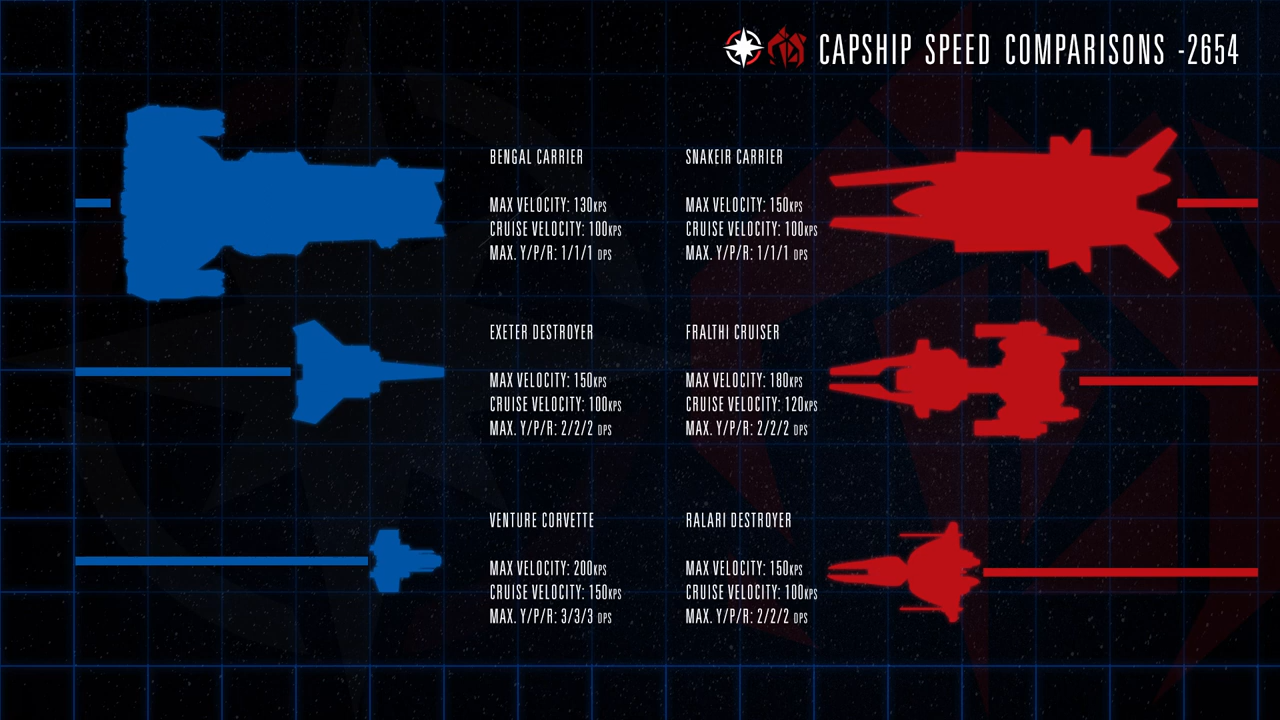 CAPSHIP SPEED COMPARISONS -2654
BENGAL CARRIER
MAX VELOCITY: 130KPS
CRUISE VELOCITY: 100KPS
MAX. Y/P/R: 1/1/1 DPS
SNAKEIR CARRIER
MAX VELOCITY: 150KPS
CRUISE VELOCITY: 100KPS
MAX. Y/P/R: 1/1/1 DPS
EXETER DESTROYER
MAX VELOCITY: 150KPS
CRUISE VELOCITY: 100KPS
MAX. Y/P/R: 2/2/2 DPS
FRALTHI CRUISER
MAX VELOCITY: 180KPS
CRUISE VELOCITY: 120KPS
MAX. Y/P/R: 2/2/2 DPS
VENTURE CORVETTE
MAX VELOCITY: 200KPS
CRUISE VELOCITY: 150KPS
MAX. Y/P/R: 3/3/3 DPS
RALARI DESTROYER
MAX VELOCITY: 150KPS
CRUISE VELOCITY: 100KPS
MAX. Y/P/R: 2/2/2 DPS